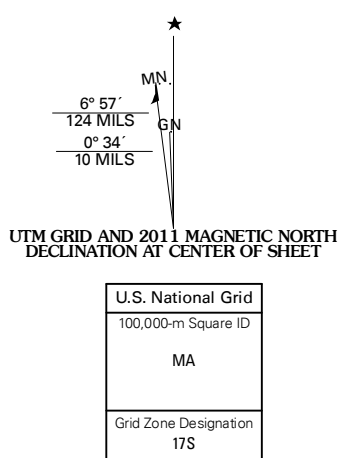 ★
MN.
6° 57´
124 MILS
GN
0° 34´
10 MILS
UTM GRID AND 2011 MAGNETIC NORTH
DECLINATION AT CENTER OF SHEET
U.S. National Grid
100,000-m Square ID
MA
Grid Zone Designation
17S